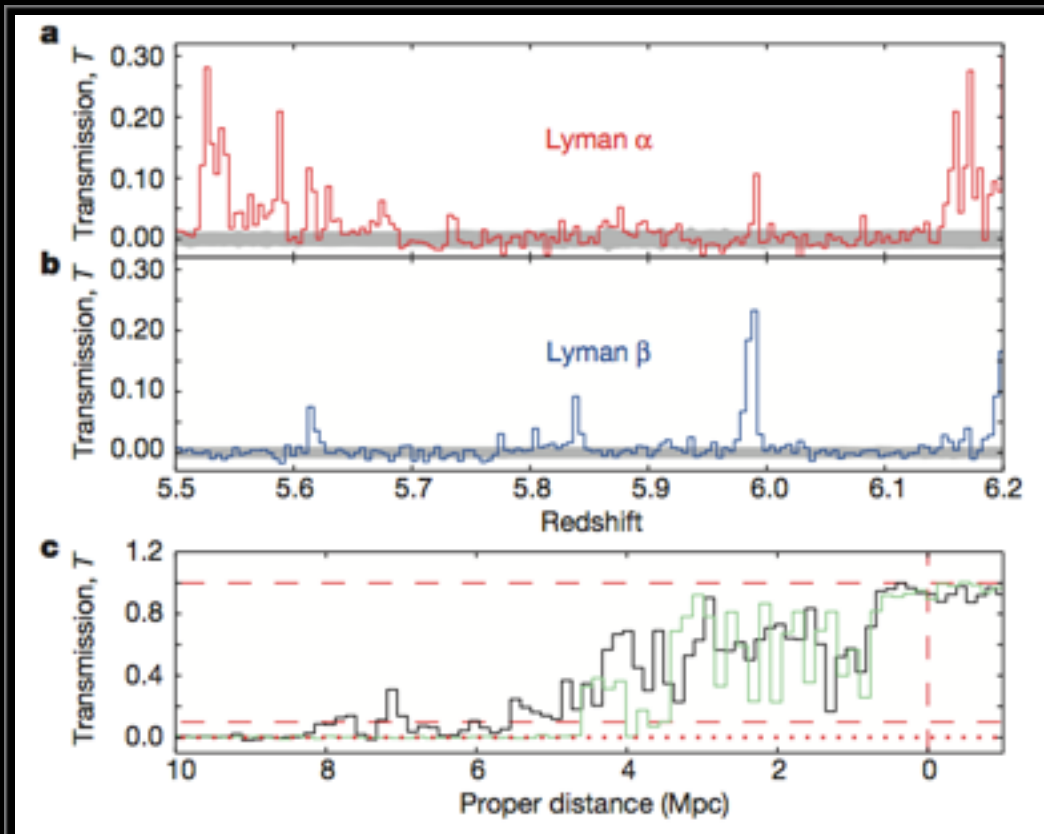 a
Transmission, T
0.30
0.20
0.10
0.00
Lyman α
b
Transmission, T
0.30
0.20
0.10
0.00
Lyman β
5.5 5.6 5.7 5.8 5.9 6.0 6.1 6.2
Redshift
c
Transmission, T
1.2
0.8
0.4
0.0
10 8 6 4 2 0
Proper distance (Mpc)